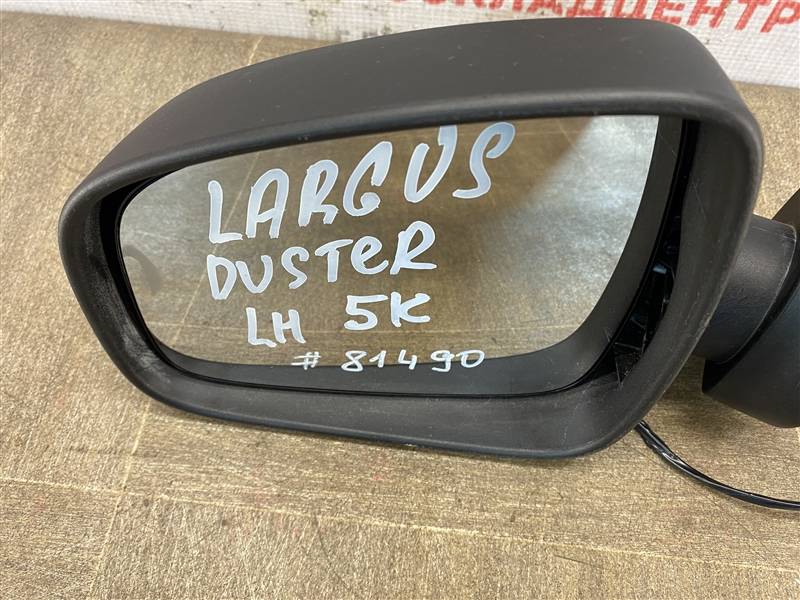 LARGUS
DUSTER
LH 5K
# 81490